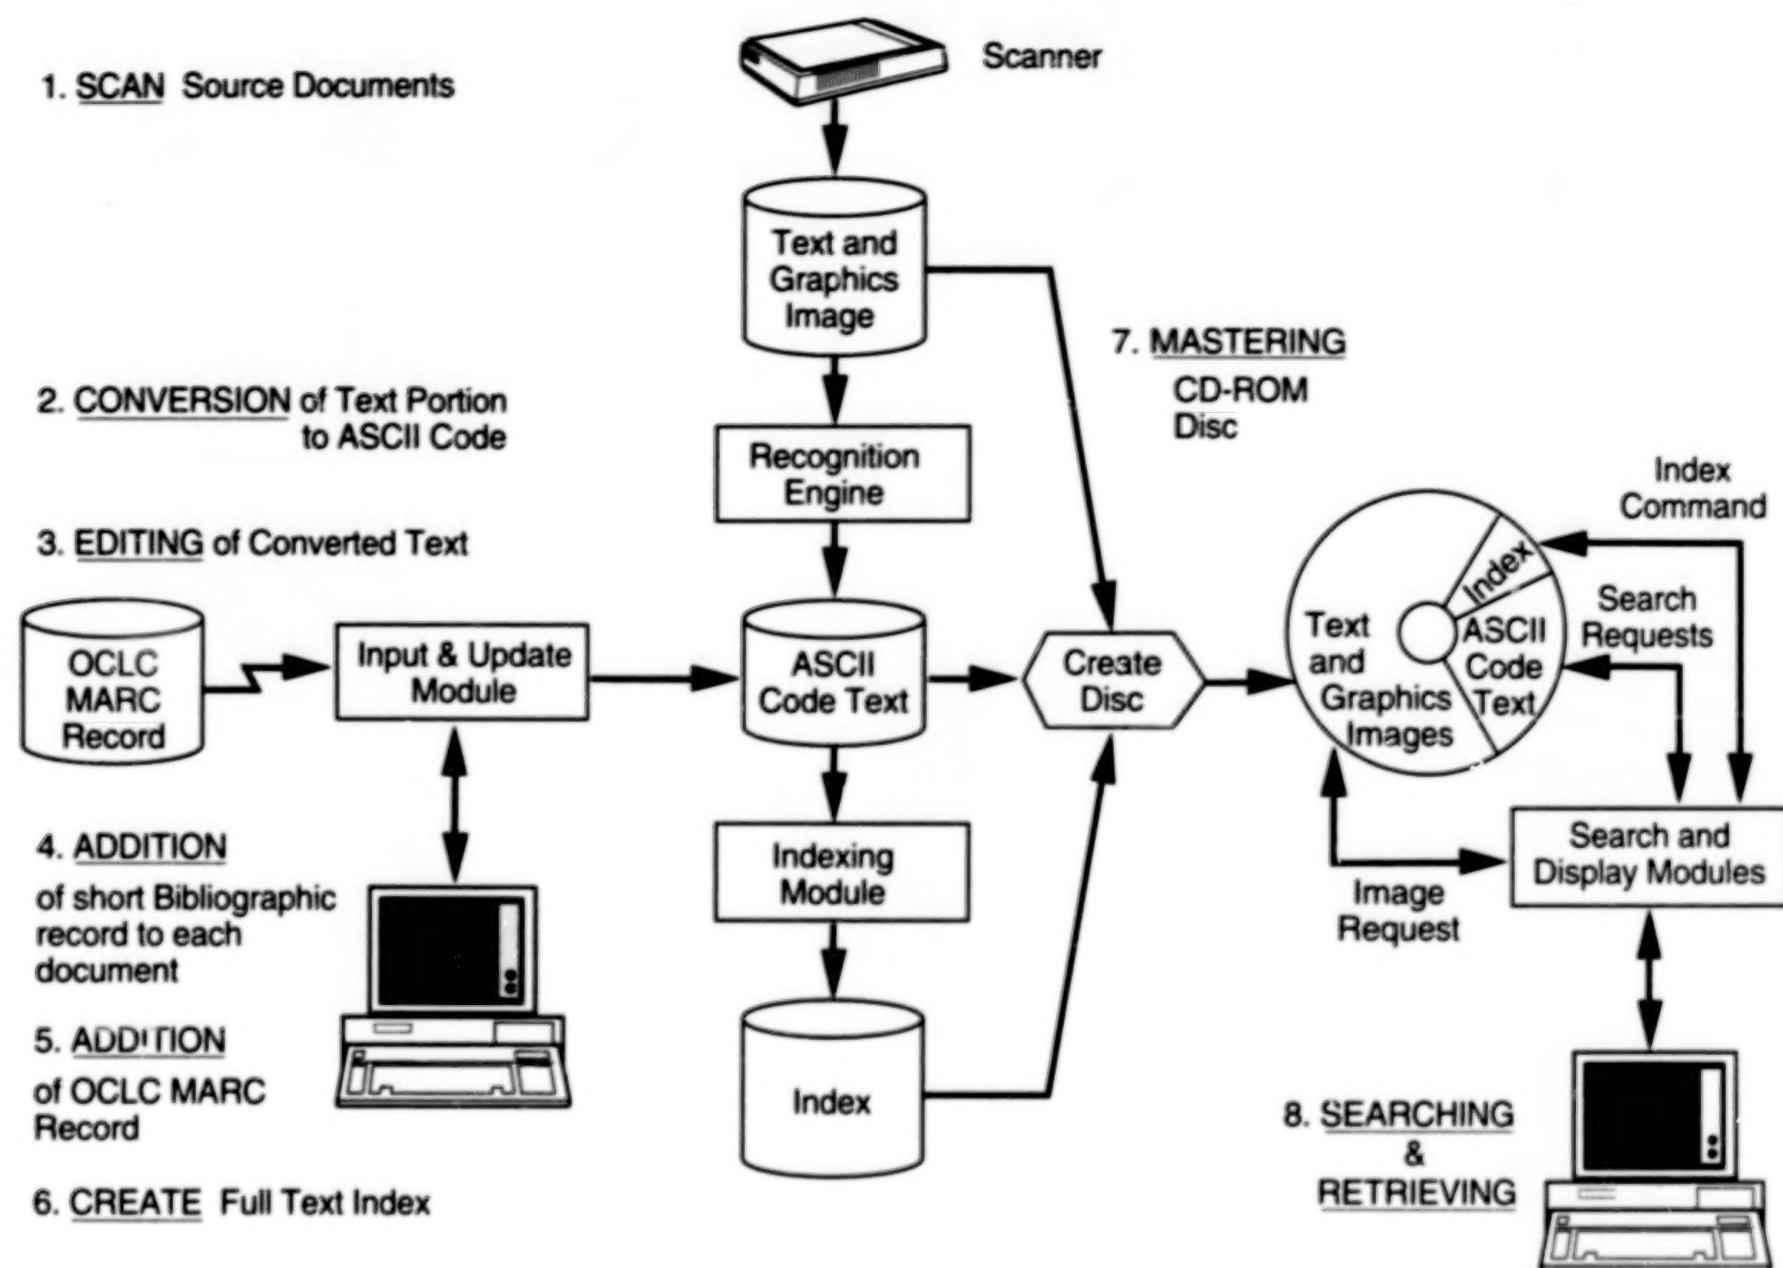 Scanner
1. SCAN Source Documents
Text and
Graphics
Image
7. MASTERING
CD-ROM
Disc
2. CONVERSION of Text Portion
to ASCII Code
Recognition
Engine
Index
Command
3. EDITING of Converted Text
Index
Search
Requests
OCLC
MARC
Record
Input & Update
Module
ASCII
Code Text
Create
Disc
Text
and
Graphics
Images
ASCII
Code
Text
4. ADDITION
of short Bibliographic
record to each
document
Indexing
Module
Search and
Display Modules
Image
Request
5. ADDITION
of OCLC MARC
Record
Index
8. SEARCHING
&
RETRIEVING
6. CREATE Full Text Index